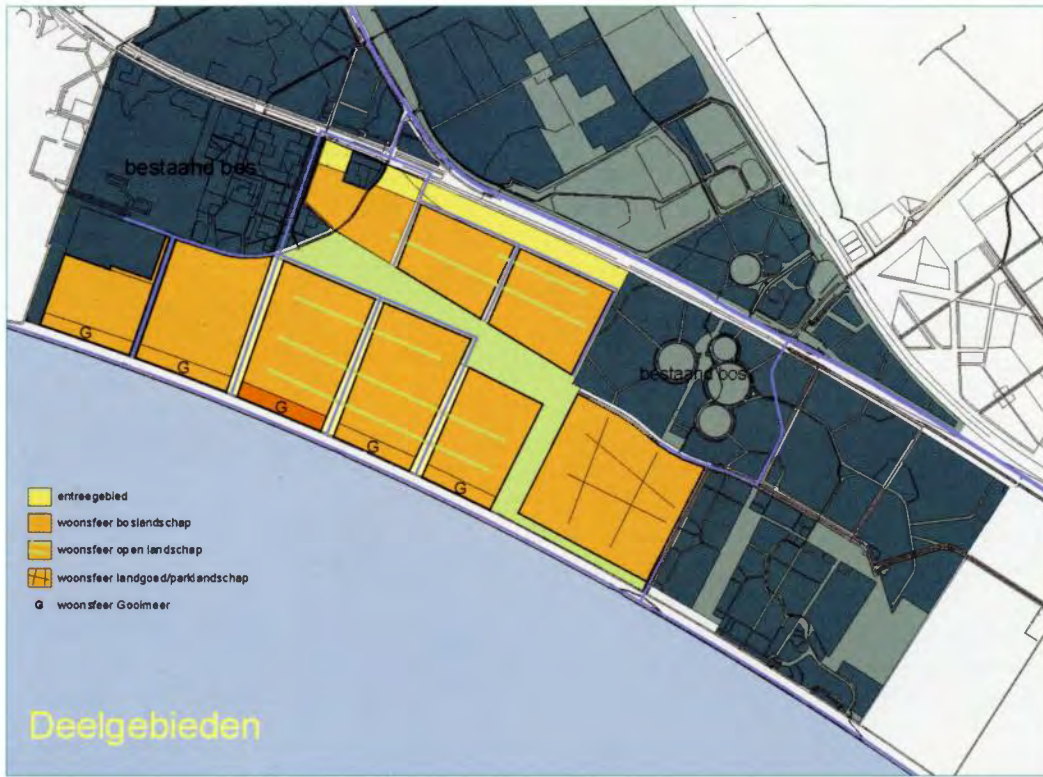 bestaand bos
bestaand bos
G
G
G
G
G
entreegebied
woonsfeer boslandschap
woonsfeer open landschap
woonsfeer landgoed/parklandschap
G woonsfeer Gooimeer
Deelgebieden